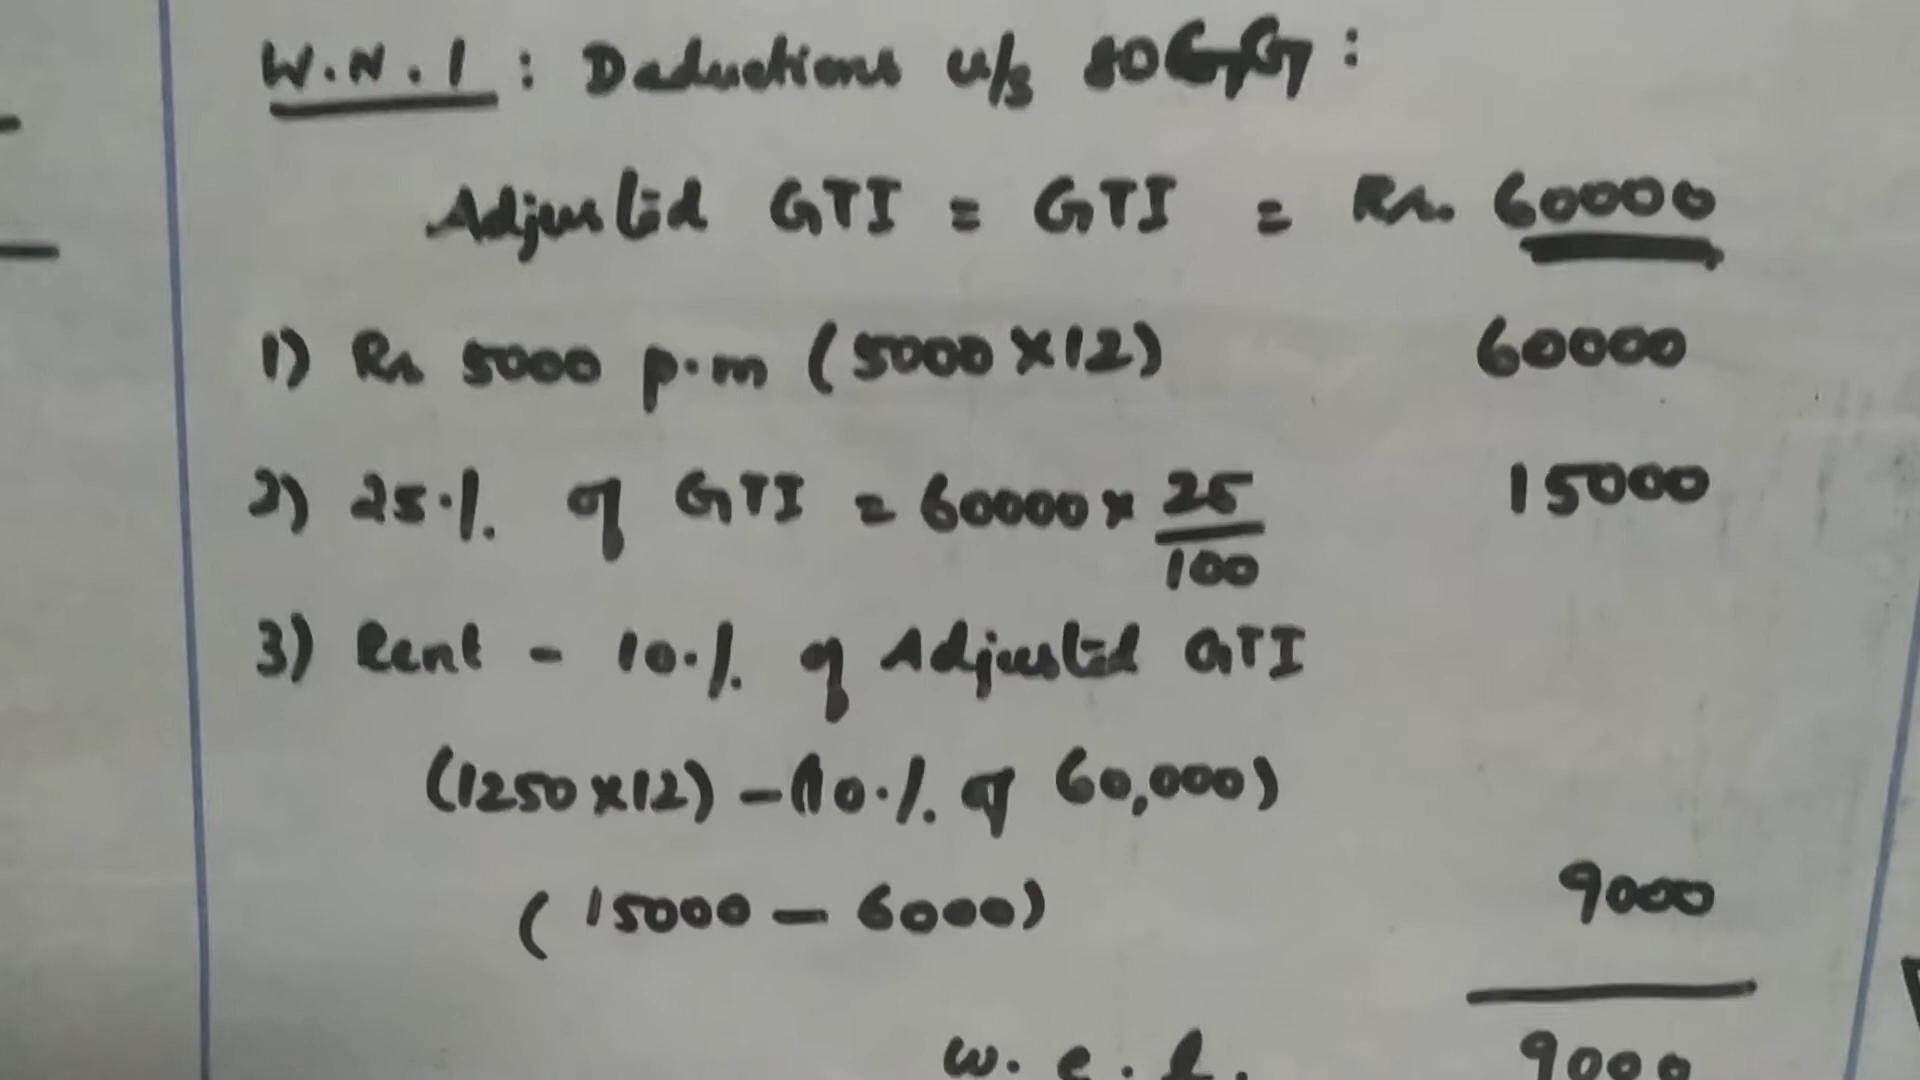 W.N.1 : Deductions u/s 80GG :
Adjusted GTI = GTI = Rs. 60000
1) Rs 5000 p.m (5000 × 12) 60000
2) 25% of GTI = 60000 × 25/100 15000
3) Rent - 10% of Adjusted GTI
(1250 × 12) - (10% of 60,000)
(15000 - 6000) 9000
w.e.l. 9000